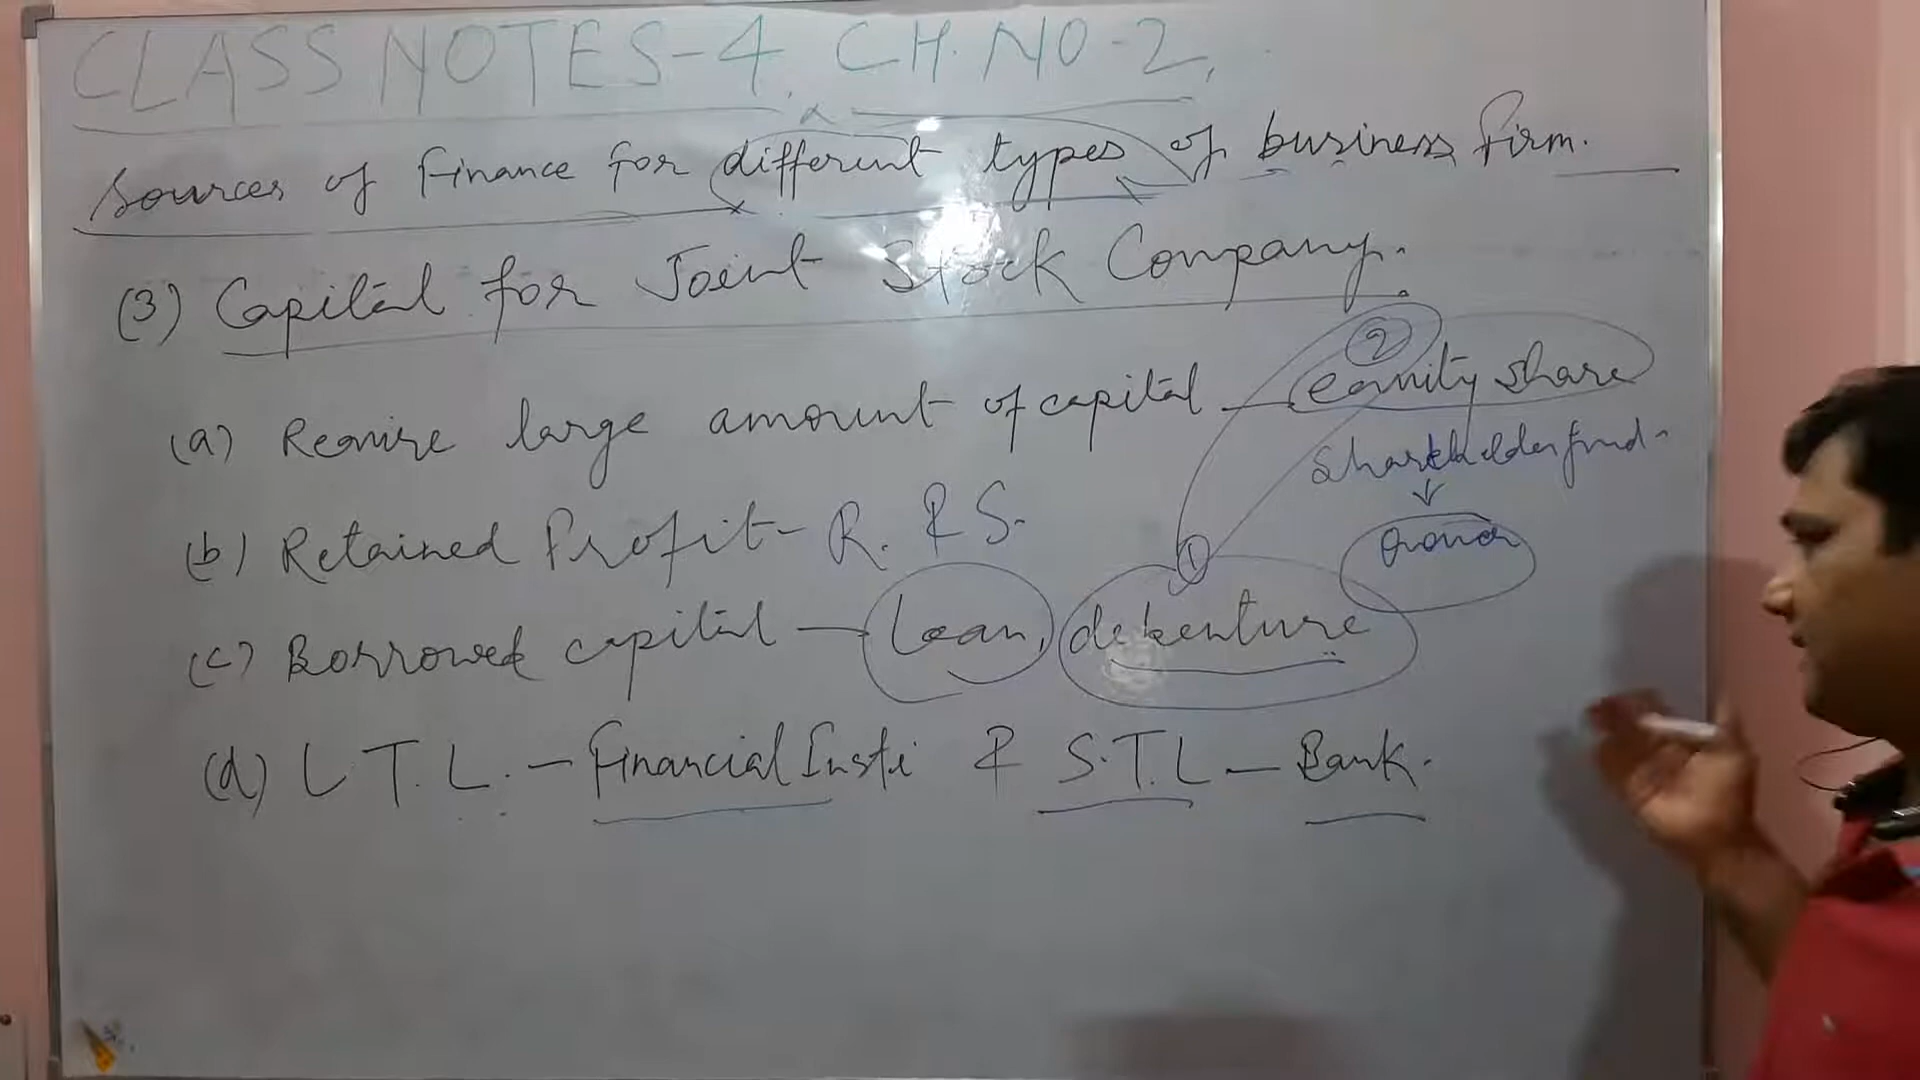 CLASS NOTES-4, CH. NO-2.
Sources of Finance for different types of business firm.
(3) Capital for Joint Stock Company.
(a) Require large amount of capital — equity share
②
Shareholder fund
↓
owner
(b) Retained Profit - R. & S.
①
(c) Borrowed capital — Loan, debenture
(d) L.T.L. — Financial Insti & S.T.L — Bank.